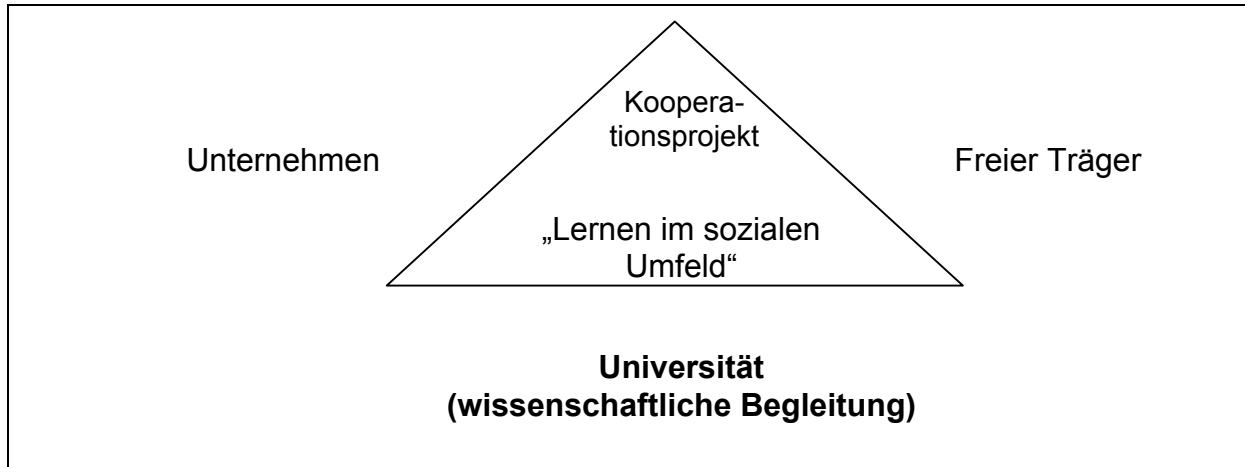 Koopera-
tionsprojekt
Unternehmen
Freier Träger
„Lernen im sozialen
Umfeld“
Universität
(wissenschaftliche Begleitung)